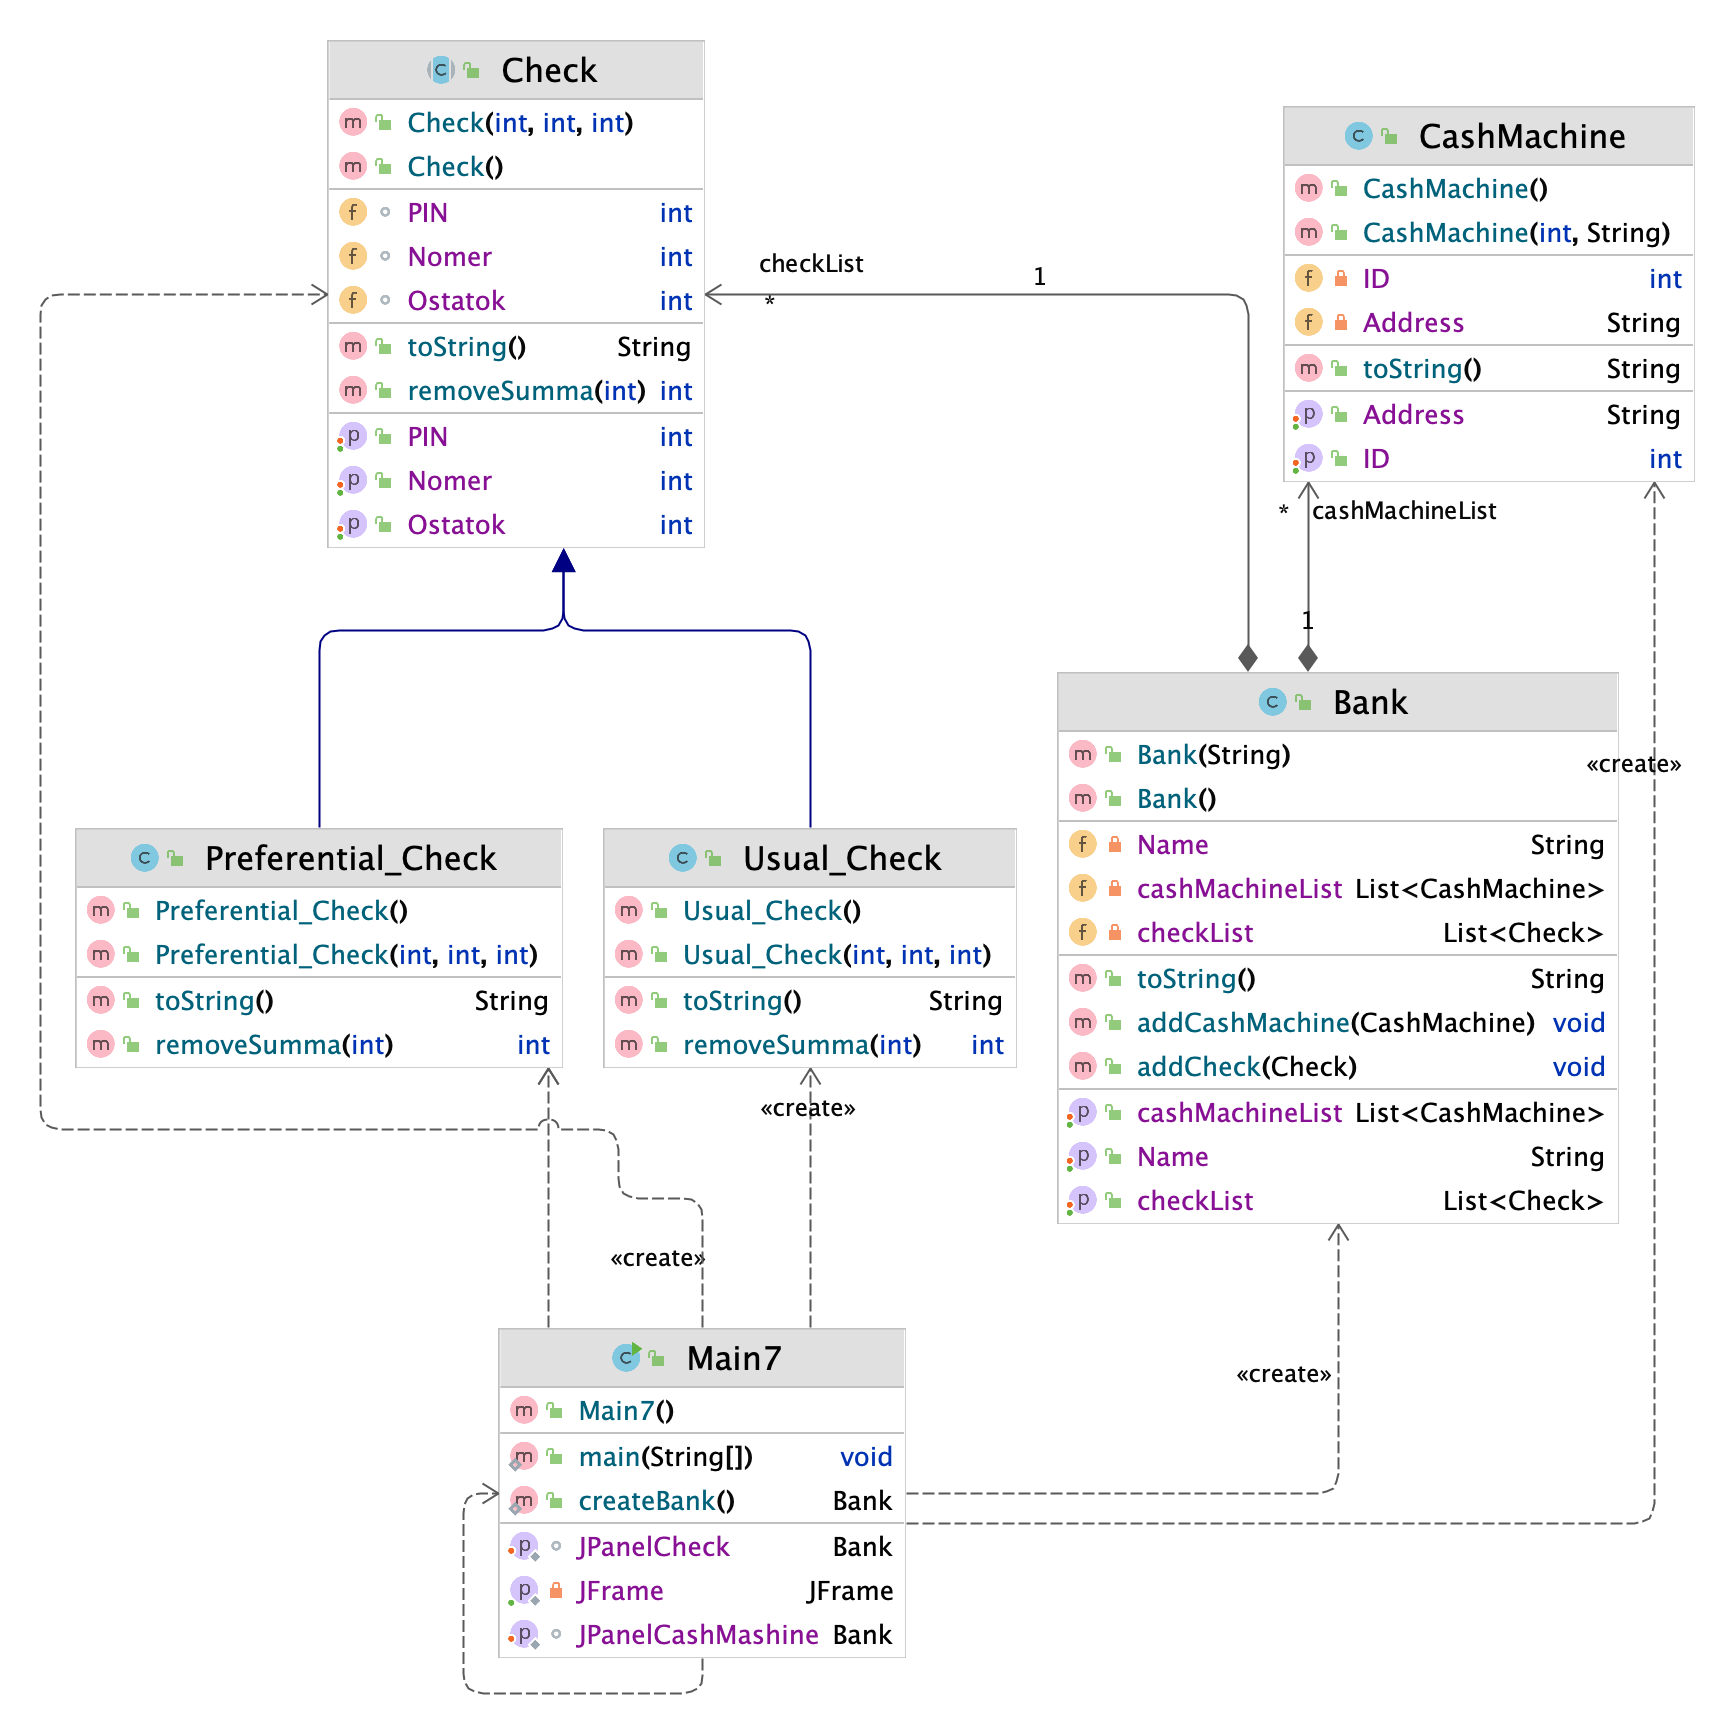 Check
Check(int, int, int)
Check()
PIN int
Nomer int
Ostatok int
toString() String
removeSumma(int) int
PIN int
Nomer int
Ostatok int
CashMachine
CashMachine()
CashMachine(int, String)
ID int
Address String
toString() String
Address String
ID int
checkList
*
1
* cashMachineList
1
Bank
Bank(String)
Bank()
Name String
cashMachineList List<CashMachine>
checkList List<Check>
toString() String
addCashMachine(CashMachine) void
addCheck(Check) void
cashMachineList List<CashMachine>
Name String
checkList List<Check>
«create»
Preferential_Check
Preferential_Check()
Preferential_Check(int, int, int)
toString() String
removeSumma(int) int
Usual_Check
Usual_Check()
Usual_Check(int, int, int)
toString() String
removeSumma(int) int
«create»
«create»
«create»
Main7
Main7()
main(String[]) void
createBank() Bank
JPanelCheck Bank
JFrame JFrame
JPanelCashMashine Bank